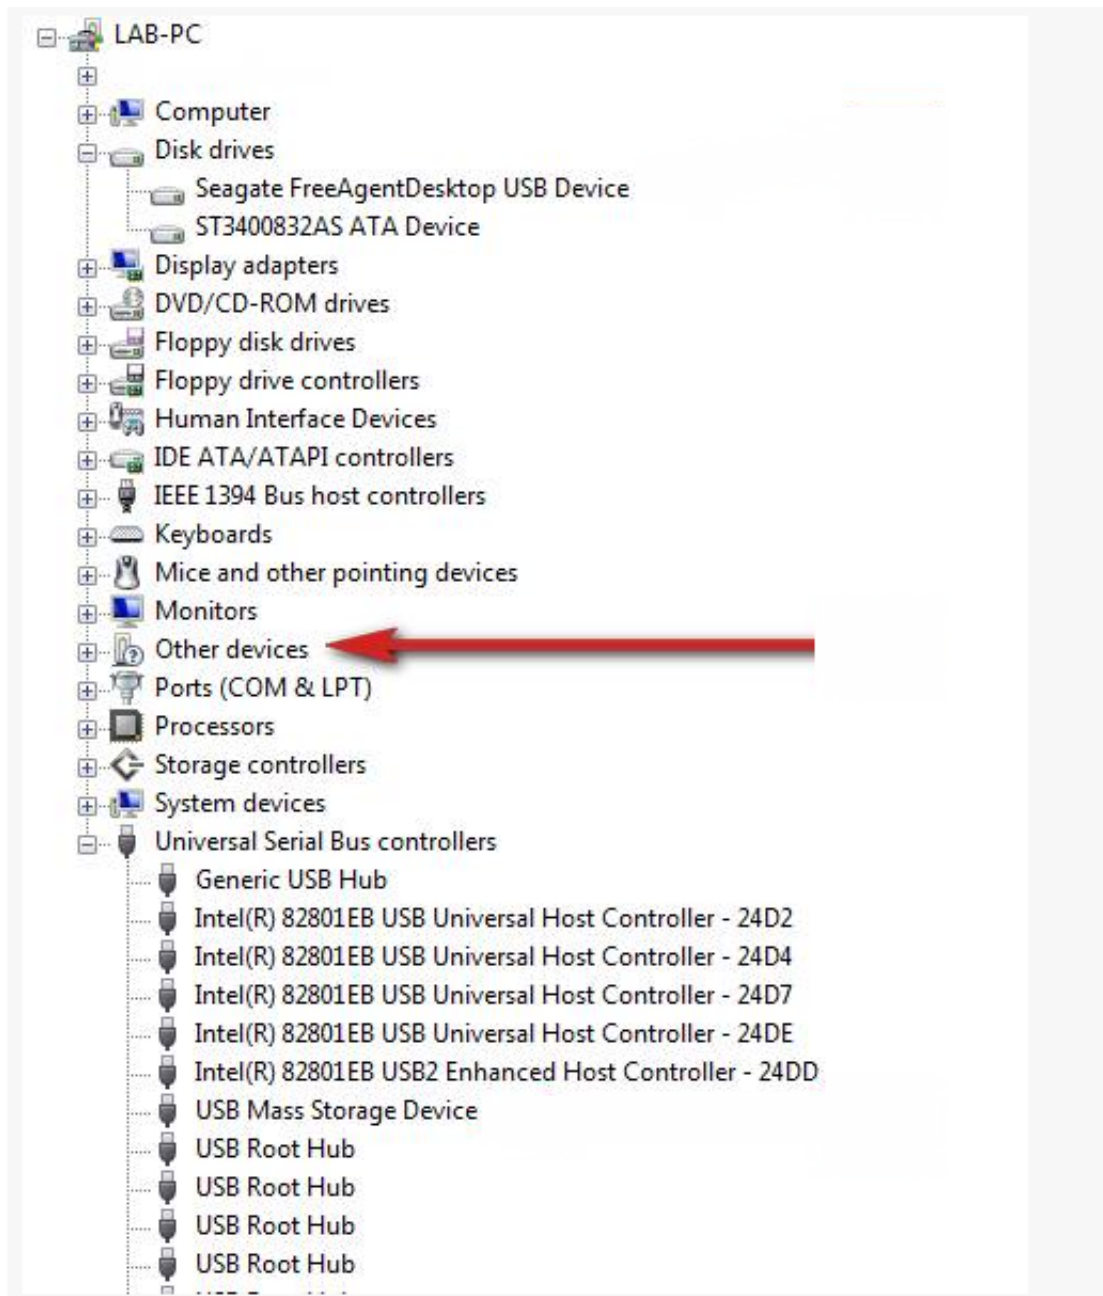 LAB-PC
Computer
Disk drives
Seagate FreeAgentDesktop USB Device
ST3400832AS ATA Device
Display adapters
DVD/CD-ROM drives
Floppy disk drives
Floppy drive controllers
Human Interface Devices
IDE ATA/ATAPI controllers
IEEE 1394 Bus host controllers
Keyboards
Mice and other pointing devices
Monitors
Other devices
Ports (COM & LPT)
Processors
Storage controllers
System devices
Universal Serial Bus controllers
Generic USB Hub
Intel(R) 82801EB USB Universal Host Controller - 24D2
Intel(R) 82801EB USB Universal Host Controller - 24D4
Intel(R) 82801EB USB Universal Host Controller - 24D7
Intel(R) 82801EB USB Universal Host Controller - 24DE
Intel(R) 82801EB USB2 Enhanced Host Controller - 24DD
USB Mass Storage Device
USB Root Hub
USB Root Hub
USB Root Hub
USB Root Hub